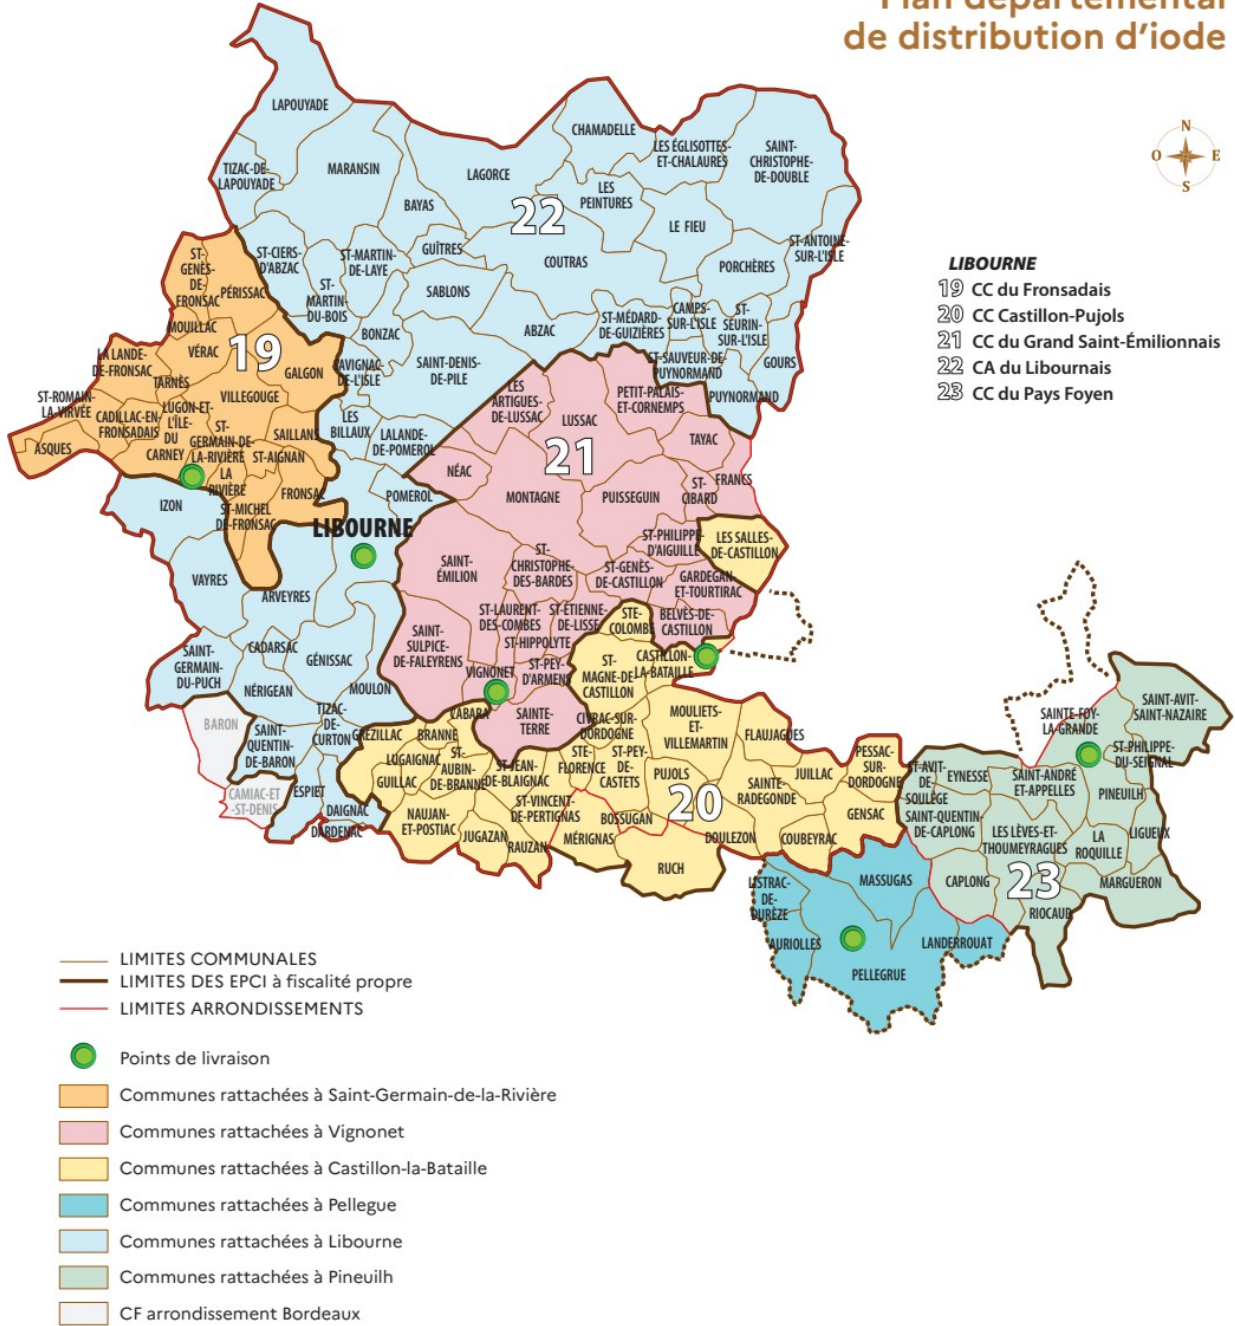 Plan départemental
de distribution d'iode
N
O
E
S
LIBOURNE
19 CC du Fronsadais
20 CC Castillon-Pujols
21 CC du Grand Saint-Émilionnais
22 CA du Libournais
23 CC du Pays Foyen
LAPOUYADE
CHAMADELLE
LES ÉGLISOTTES-
ET-CHALAURES
SAINT-
CHRISTOPHE-
DE-DOUBLE
TIZAC-DE-
LAPOUYADE
MARANSIN
LAGORCE
LES
PEINTURES
BAYAS
22
LE FIEU
ST-CIERS-
D'ABZAC
ST-MARTIN-
DE-LAYE
GUÎTRES
COUTRAS
PORCHÈRES
ST-ANTOINE-
SUR-L'ISLE
ST-
GENÈS-
DE-
FRONSAC
PÉRISSAC
ST-
MARTIN-
DU-BOIS
SABLONS
MOUILLAC
BONZAC
ABZAC
ST-MÉDARD-
DE-GUIZIÈRES
CAMPS-
SUR-L'ISLE
ST-
SEURIN-
SUR-L'ISLE
VÉRAC
19
LA LANDE-
DE-FRONSAC
TARNÈS
GALGON
SAVIGNAC-
DE-L'ISLE
SAINT-DENIS-
DE-PILE
ST-SAUVEUR-DE-
PUYNORMAND
GOURS
ST-ROMAIN-
LA-VIRVÉE
VILLEGOUGE
LES
ARTIGUES-
DE-LUSSAC
PETIT-PALAIS-
ET-CORNEMPS
PUYNORMAND
CADILLAC-EN-
FRONSADAIS
LUGON-ET-
L'ÎLE-
DU
CARNEY
ST-
GERMAIN-DE-
LA-RIVIÈRE
SAILLANS
LES
BILLAUX
LALANDE-
DE-POMEROL
LUSSAC
TAYAC
ASQUES
ST-AIGNAN
21
LA
RIVIÈRE
FRONSAC
NÉAC
MONTAGNE
PUISSEGUIN
ST-
CIBARD
FRANCS
IZON
ST-MICHEL
DE-FRONSAC
POMEROL
LIBOURNE
ST-PHILIPPE-
D'AIGUILLE
LES SALLES-
DE-CASTILLON
VAYRES
ARVEYRES
SAINT-
ÉMILION
ST-
CHRISTOPHE-
DES-BARDES
ST-GENÈS-
DE-CASTILLON
GARDEGAN-
ET-TOURTIRAC
ST-LAURENT-
DES-COMBES
ST-ÉTIENNE-
DE-LISSE
STE-
COLOMBE
BELVÈS-DE-
CASTILLON
ST-HIPPOLYTE
SAINT-
SULPICE-
DE-FALEYRENS
CADARSAC
GÉNISSAC
SAINT-
GERMAIN-
DU-PUCH
NÉRIGEAN
MOULON
VIGNONET
ST-PEY-
D'ARMENS
ST-
MAGNE-DE-
CASTILLON
CASTILLON-
LA-BATAILLE
BARON
SAINT-
QUENTIN-
DE-BARON
TIZAC-
DE-
CURTON
GREZILLAC
CABARA
BRANNE
SAINTE-
TERRE
CIVRAC-SUR-
DORDOGNE
MOULIETS-
ET-
VILLEMARTIN
FLAUJAGUES
SAINTE-FOY-
LA-GRANDE
SAINT-AVIT-
SAINT-NAZAIRE
LUGAIGNAC
GUILLAC
ST-
AUBIN-
DE-BRANNE
ST-JEAN-
DE-BLAIGNAC
STE-
FLORENCE
ST-PEY-
DE-
CASTETS
PUJOLS
SAINTE-
RADEGONDE
JUILLAC
PESSAC-
SUR-
DORDOGNE
ST-PHILIPPE-
DU-SEIGNAL
CAMIAC-ET
-ST-DENIS
ESPIET
DAIGNAC
DARDENAC
NAUJAN-
ET-POSTIAC
JUGAZAN
RAUZAN
ST-VINCENT-
DE-PERTIGNAS
MÉRIGNAS
BOSSUGAN
20
DOULEZON
COUBEYRAC
GENSAC
RUCH
ST-AVIT-
DE-
SOULÈGE
EYNESSE
SAINT-ANDRÉ
ET-APPELLES
PINEUILH
SAINT-QUENTIN-
DE-CAPLONG
LES LÈVES-ET-
THOUMEYRAGUES
LA
ROQUILLE
LIGUEUX
CAPLONG
23
MARGUERON
RIOCAUD
LISTRAC-
DE-
DURÈZE
MASSUGAS
AURIOLLES
LANDERROUAT
PELLEGRUE
LIMITES COMMUNALES
LIMITES DES EPCI à fiscalité propre
LIMITES ARRONDISSEMENTS
Points de livraison
Communes rattachées à Saint-Germain-de-la-Rivière
Communes rattachées à Vignonet
Communes rattachées à Castillon-la-Bataille
Communes rattachées à Pellegue
Communes rattachées à Libourne
Communes rattachées à Pineuilh
CF arrondissement Bordeaux